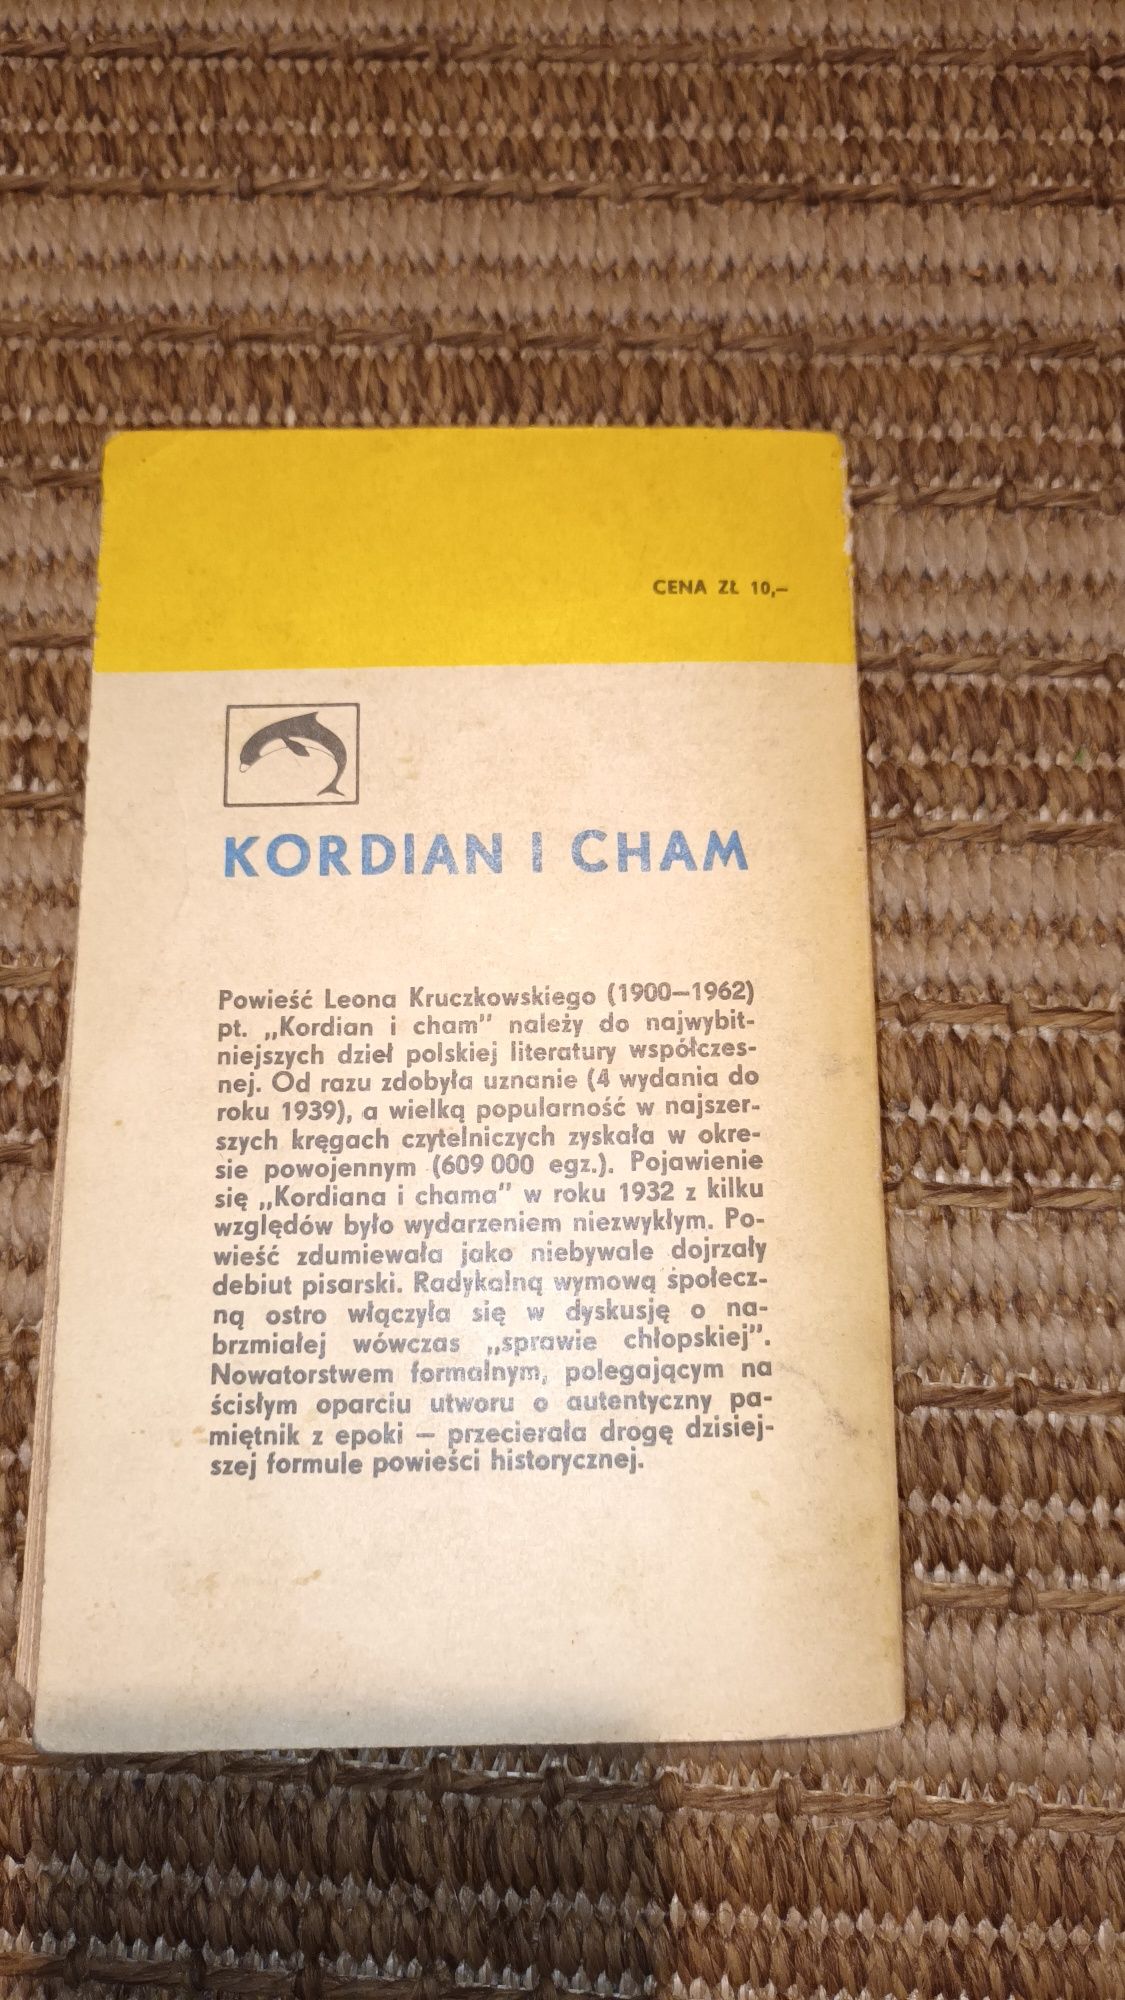 CENA ZŁ 10,–
KORDIAN I CHAM
Powieść Leona Kruczkowskiego (1900–1962)
pt. „Kordian i cham” należy do najwybit-
niejszych dzieł polskiej literatury współczes-
nej. Od razu zdobyła uznanie (4 wydania do
roku 1939), a wielką popularność w najszer-
szych kręgach czytelniczych zyskała w okre-
sie powojennym (609 000 egz.). Pojawienie
się „Kordiana i chama” w roku 1932 z kilku
względów było wydarzeniem niezwykłym. Po-
wieść zdumiewała jako niebywale dojrzały
debiut pisarski. Radykalną wymową społecz-
ną ostro włączyła się w dyskusję o na-
brzmiałej wówczas „sprawie chłopskiej”.
Nowatorstwem formalnym, polegającym na
ścisłym oparciu utworu o autentyczny pa-
miętnik z epoki – przecierała drogę dzisiej-
szej formule powieści historycznej.